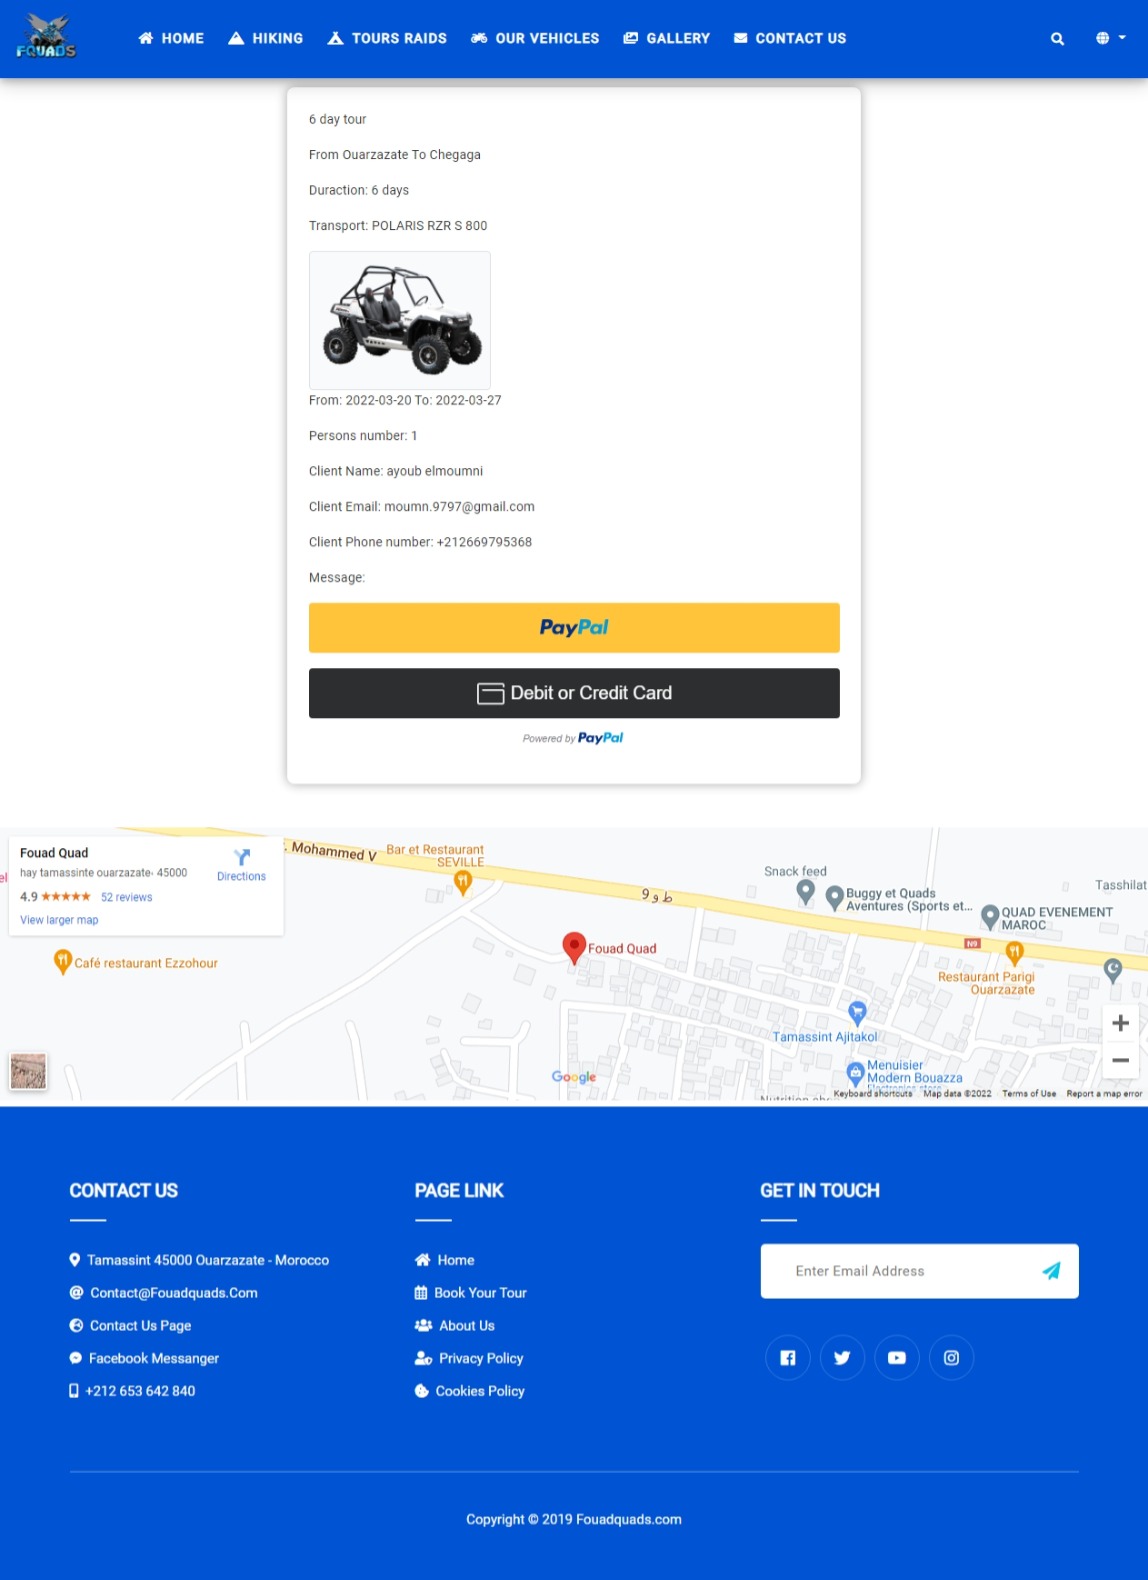 FQUADS
HOME
HIKING
TOURS RAIDS
OUR VEHICLES
GALLERY
CONTACT US
6 day tour
From Ouarzazate To Chegaga
Duraction: 6 days
Transport: POLARIS RZR S 800
From: 2022-03-20 To: 2022-03-27
Persons number: 1
Client Name: ayoub elmoumni
Client Email: moumn.9797@gmail.com
Client Phone number: +212669795368
Message:
PayPal
Debit or Credit Card
Powered by PayPal
Fouad Quad
hay tamassinte ouarzazate، 45000
4.9 ★★★★★ 52 reviews
View larger map
Directions
Mohammed V
Bar et Restaurant
SEVILLE
ط و 9
Snack feed
Buggy et Quads
Aventures (Sports et...
Tasshilat
QUAD EVENEMENT
MAROC
N9
Fouad Quad
Café restaurant Ezzohour
Restaurant Parigi
Ouarzazate
Tamassint Ajitakol
Menuisier
Modern Bouazza
Electronics store
Google
Keyboard shortcuts
Map data ©2022
Terms of Use
Report a map error
CONTACT US
Tamassint 45000 Ouarzazate - Morocco
Contact@Fouadquads.Com
Contact Us Page
Facebook Messanger
+212 653 642 840
PAGE LINK
Home
Book Your Tour
About Us
Privacy Policy
Cookies Policy
GET IN TOUCH
Enter Email Address
Copyright © 2019 Fouadquads.com